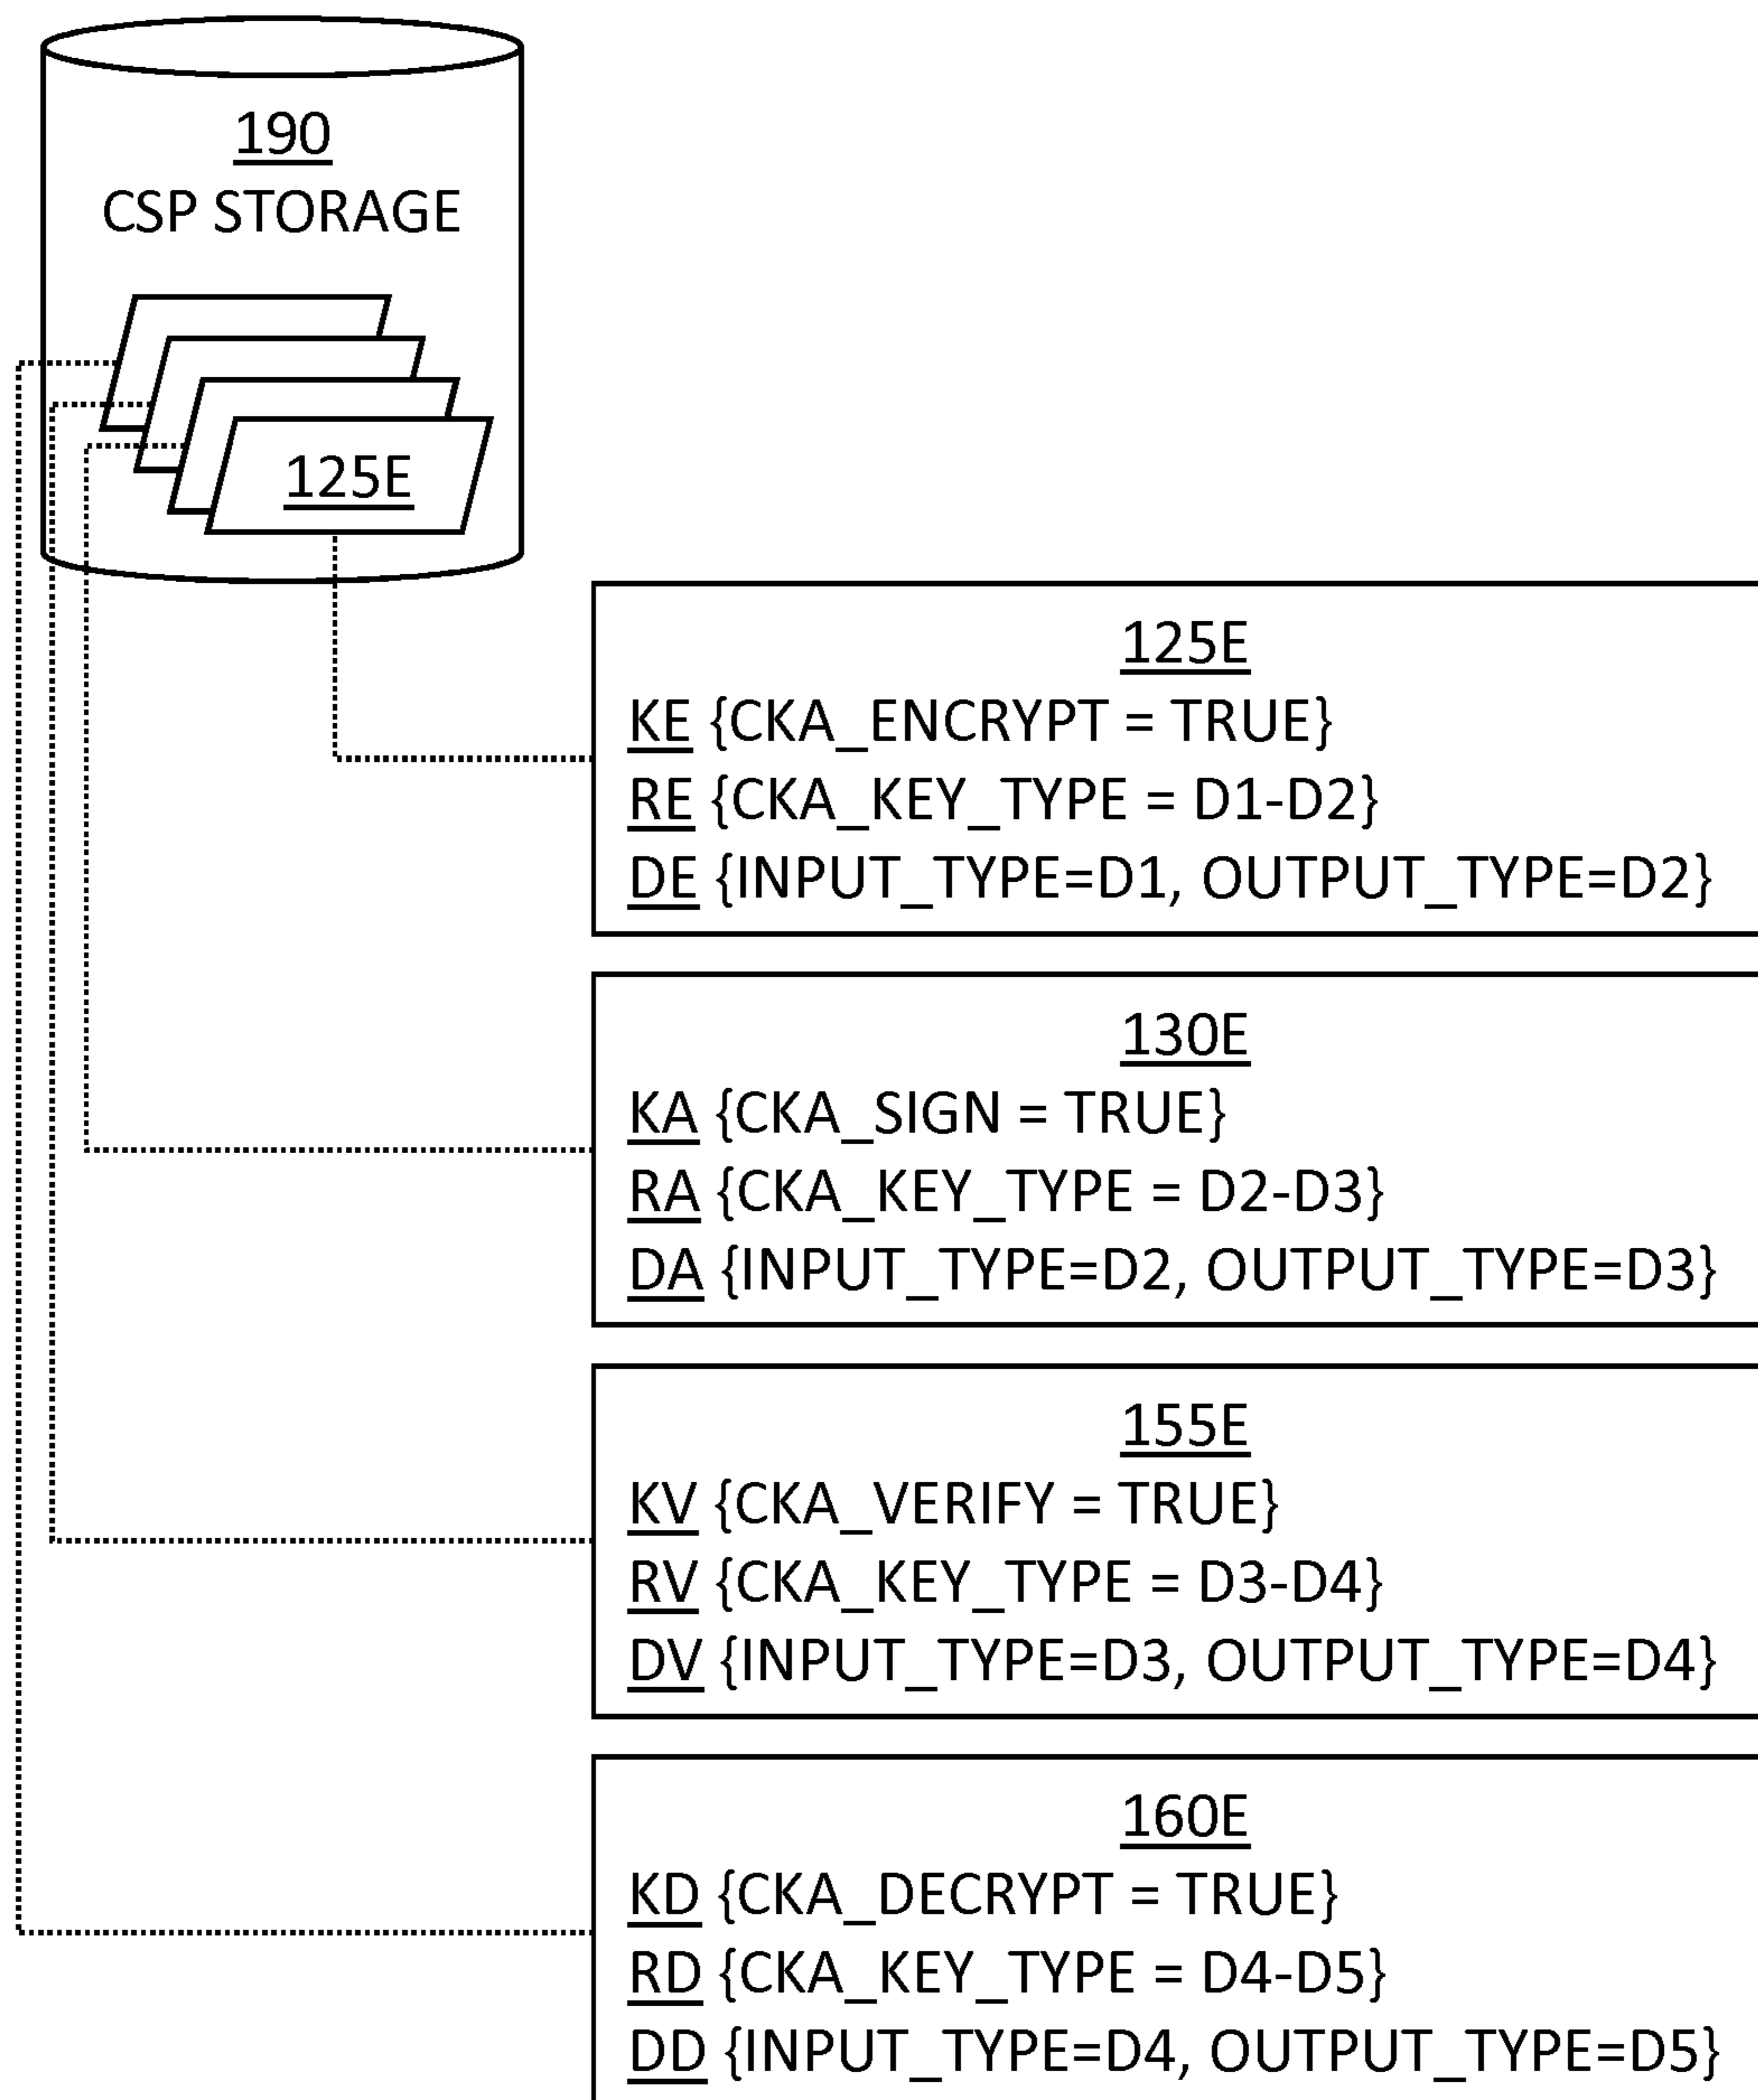 190
CSP STORAGE
125E
125E
KE {CKA_ENCRYPT = TRUE}
RE {CKA_KEY_TYPE = D1-D2}
DE {INPUT_TYPE=D1, OUTPUT_TYPE=D2}
130E
KA {CKA_SIGN = TRUE}
RA {CKA_KEY_TYPE = D2-D3}
DA {INPUT_TYPE=D2, OUTPUT_TYPE=D3}
155E
KV {CKA_VERIFY = TRUE}
RV {CKA_KEY_TYPE = D3-D4}
DV {INPUT_TYPE=D3, OUTPUT_TYPE=D4}
160E
KD {CKA_DECRYPT = TRUE}
RD {CKA_KEY_TYPE = D4-D5}
DD {INPUT_TYPE=D4, OUTPUT_TYPE=D5}